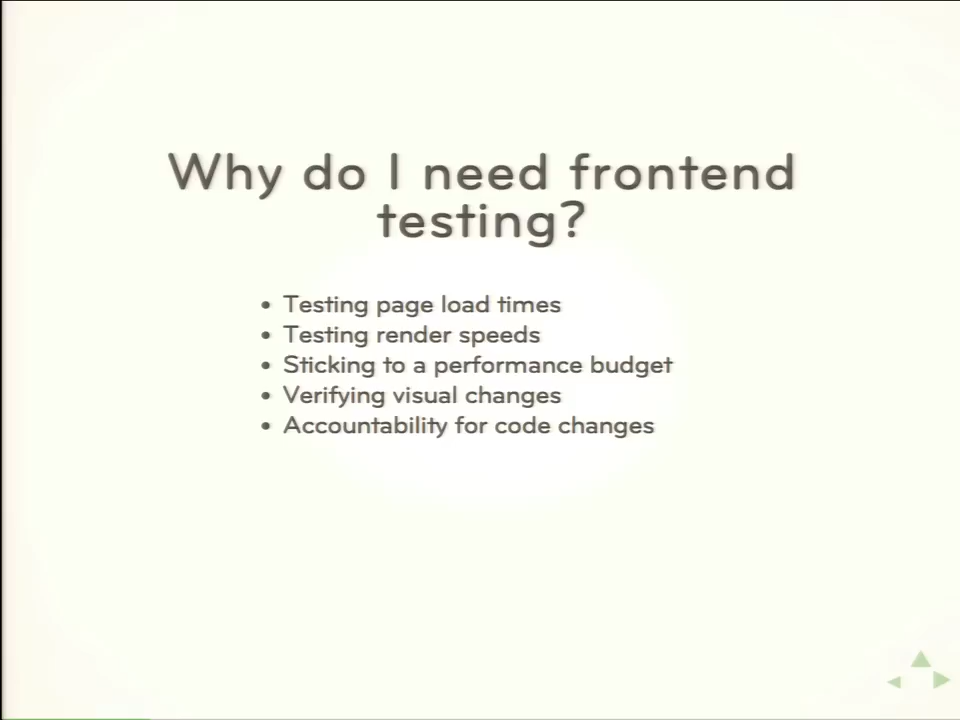 Why do I need frontend
testing?
• Testing page load times
• Testing render speeds
• Sticking to a performance budget
• Verifying visual changes
• Accountability for code changes